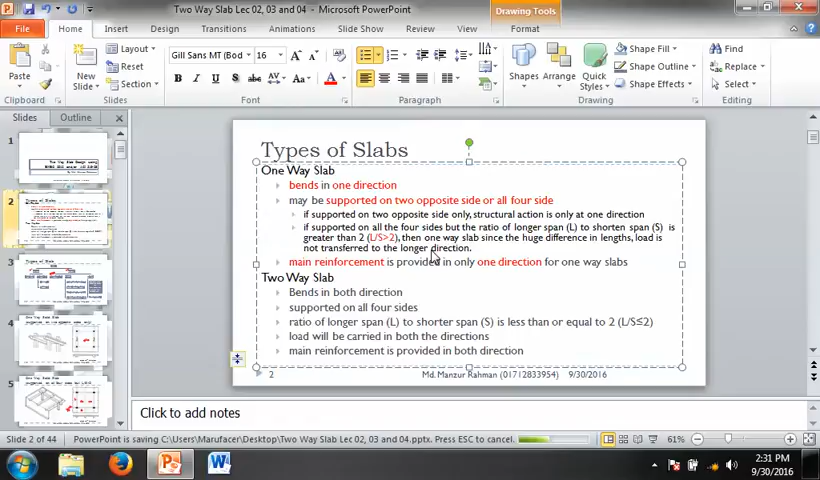 Two Way Slab Lec 02, 03 and 04 - Microsoft PowerPoint
Drawing Tools
File
Home
Insert
Design
Transitions
Animations
Slide Show
Review
View
Format
Paste
New
Slide
Layout
Reset
Section
Gill Sans MT (Bod
16
Shapes
Arrange
Quick
Styles
Shape Fill
Shape Outline
Shape Effects
Find
Replace
Select
Clipboard
Slides
Font
Paragraph
Drawing
Editing
Slides
Outline
1
2
3
4
5
Types of Slabs
One Way Slab
bends in one direction
may be supported on two opposite side or all four side
if supported on two opposite side only, structural action is only at one direction
if supported on all the four sides but the ratio of longer span (L) to shorten span (S) is
greater than 2 (L/S>2), then one way slab since the huge difference in lengths, load is
not transferred to the longer direction.
main reinforcement is provided in only one direction for one way slabs
Two Way Slab
Bends in both direction
supported on all four sides
ratio of longer span (L) to shorter span (S) is less than or equal to 2 (L/S≤2)
load will be carried in both the directions
main reinforcement is provided in both direction
2
Md. Manzur Rahman (01712833954)
9/30/2016
Click to add notes
Slide 2 of 44
PowerPoint is saving C:\Users\Marufacer\Desktop\Two Way Slab Lec 02, 03 and 04.pptx. Press ESC to cancel.
61%
2:31 PM
9/30/2016